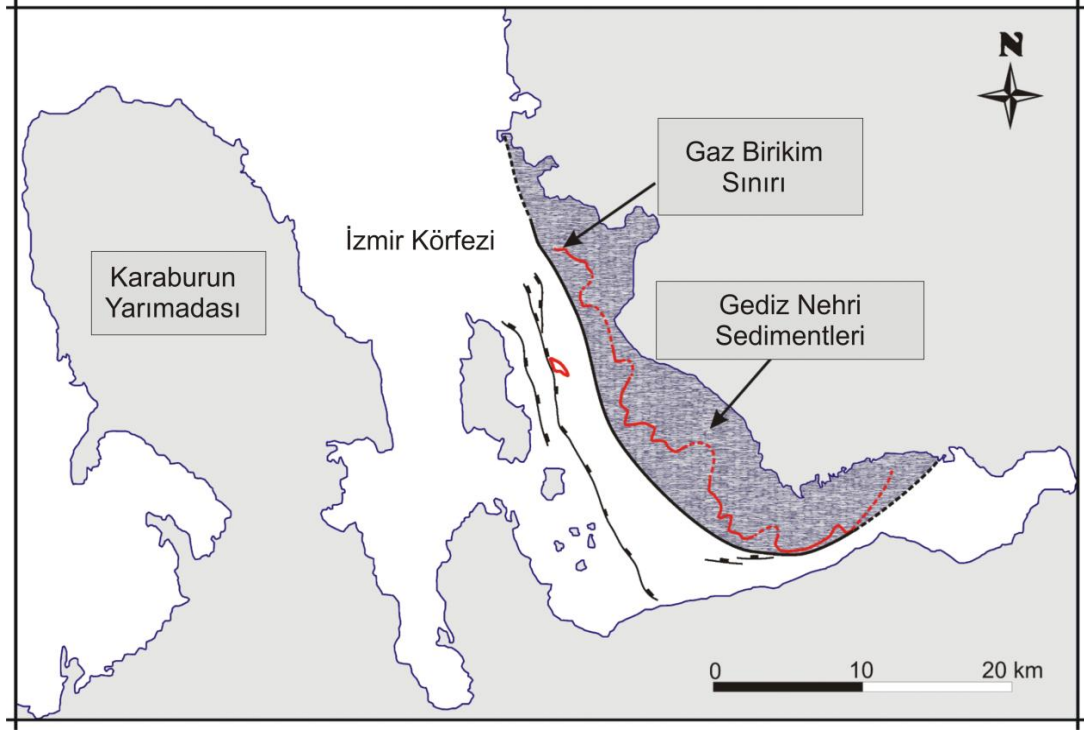 N
Gaz Birikim
Sınırı
İzmir Körfezi
Karaburun
Yarımadası
Gediz Nehri
Sedimentleri
0 10 20 km